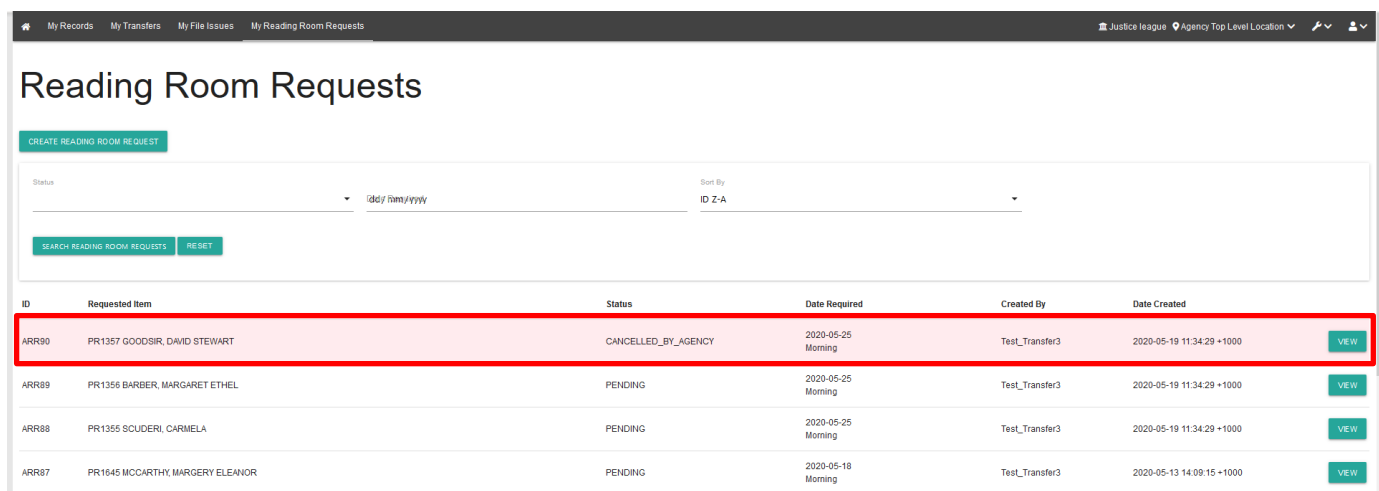 My Records My Transfers My File Issues My Reading Room Requests Justice league Agency Top Level Location
Reading Room Requests
CREATE READING ROOM REQUEST
Status Sort By
ID Z-A
SEARCH READING ROOM REQUESTS RESET
ID Requested Item Status Date Required Created By Date Created
ARR90 PR1357 GOODSIR, DAVID STEWART CANCELLED_BY_AGENCY 2020-05-25 Morning Test_Transfer3 2020-05-19 11:34:29 +1000 VIEW
ARR89 PR1356 BARBER, MARGARET ETHEL PENDING 2020-05-25 Morning Test_Transfer3 2020-05-19 11:34:29 +1000 VIEW
ARR88 PR1355 SCUDERI, CARMELA PENDING 2020-05-25 Morning Test_Transfer3 2020-05-19 11:34:29 +1000 VIEW
ARR87 PR1645 MCCARTHY, MARGERY ELEANOR PENDING 2020-05-18 Morning Test_Transfer3 2020-05-13 14:09:15 +1000 VIEW